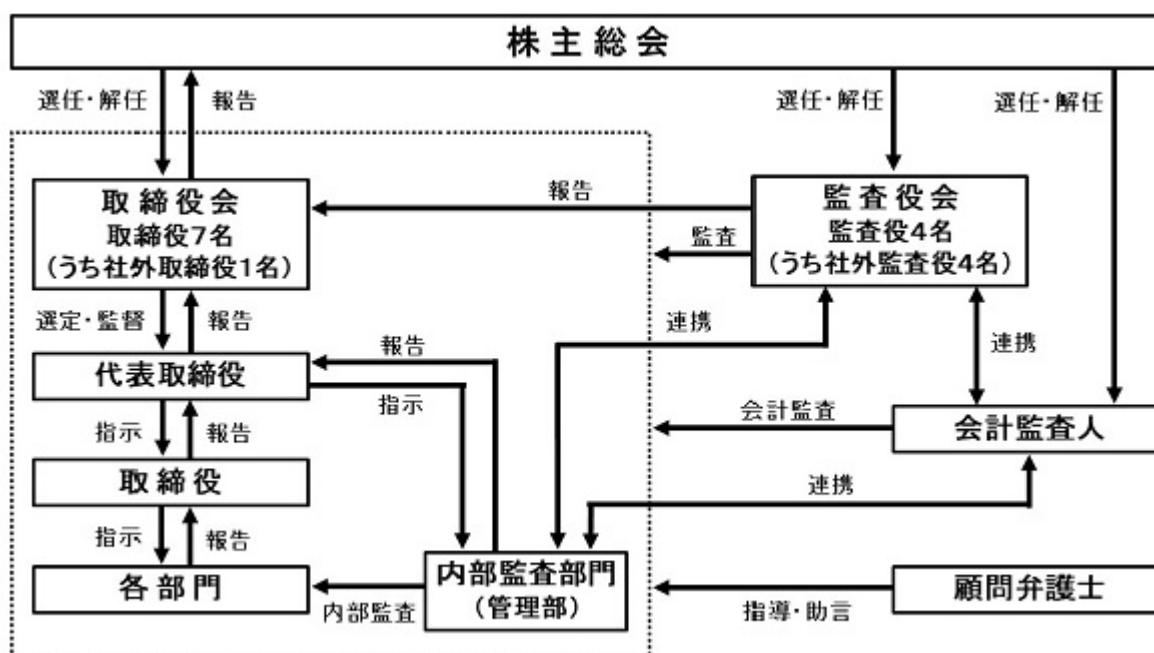 株主総会
選任・解任
報告
選任・解任
選任・解任
取締役会
取締役7名
(うち社外取締役1名)
報告
監査役会
監査役4名
(うち社外監査役4名)
監査
選定・監督
報告
連携
連携
代表取締役
報告
指示
会計監査
会計監査人
指示
報告
取締役
連携
指示
報告
各部門
内部監査
内部監査部門
(管理部)
指導・助言
顧問弁護士